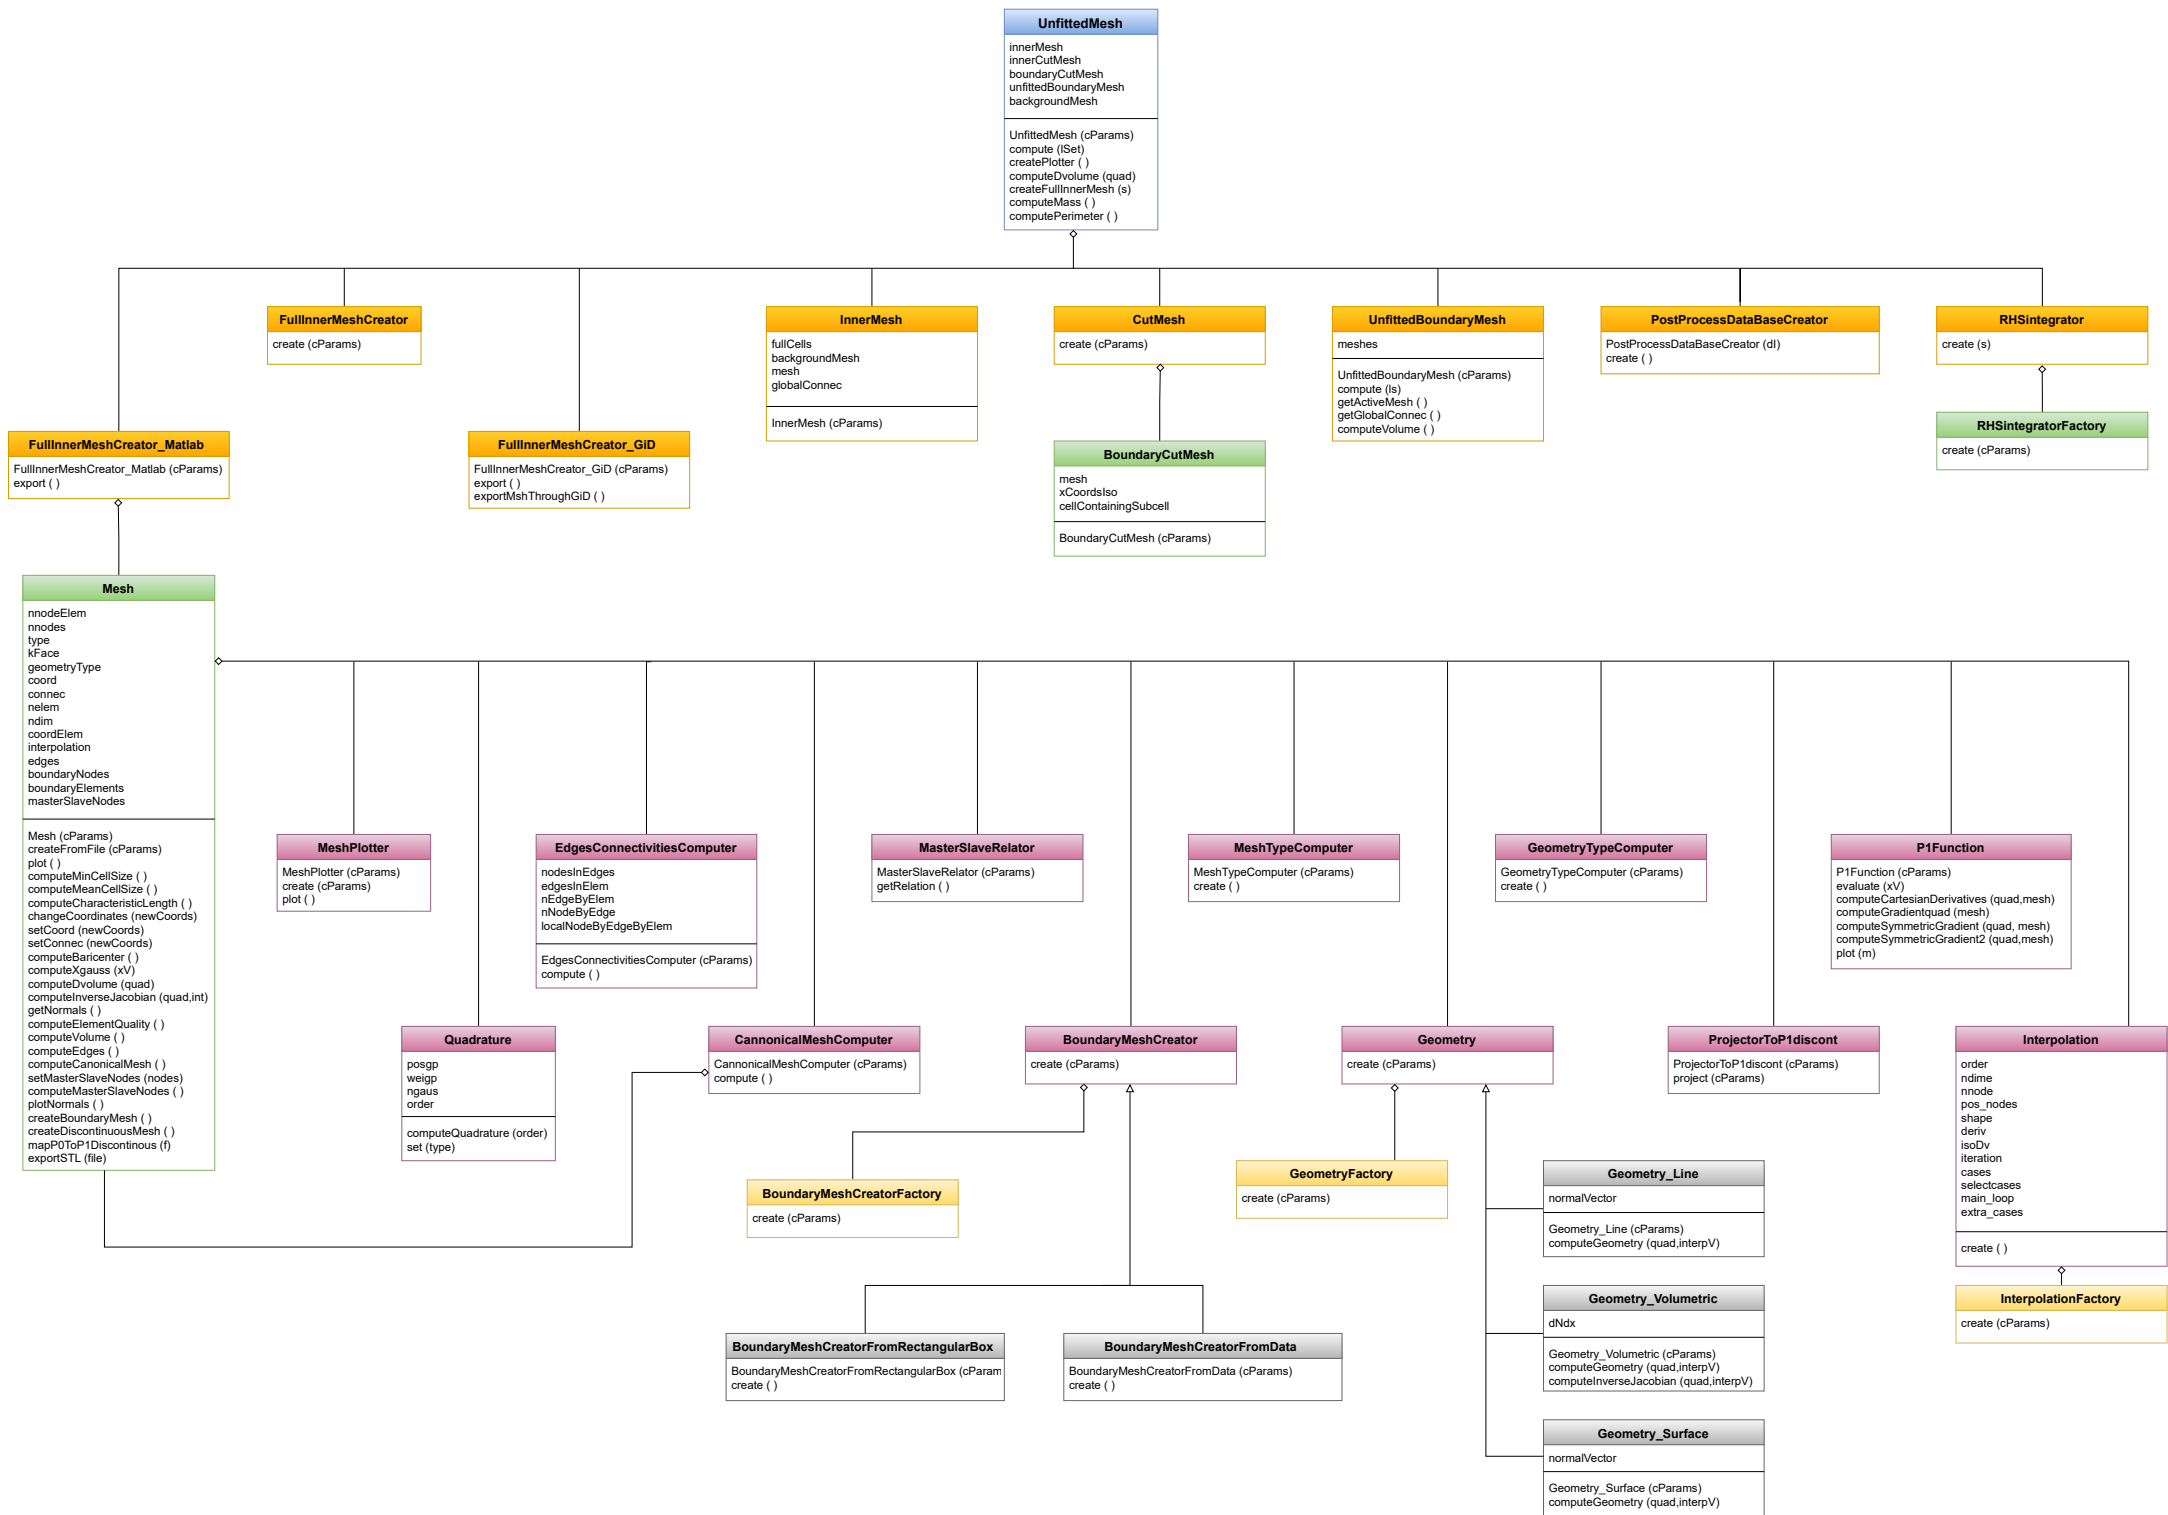 UnfittedMesh
innerMesh
innerCutMesh
boundaryCutMesh
unfittedBoundaryMesh
backgroundMesh
UnfittedMesh (cParams)
compute (lSet)
createPlotter ( )
computeDvolume (quad)
createFullInnerMesh (s)
computeMass ( )
computePerimeter ( )
FullInnerMeshCreator
create (cParams)
InnerMesh
fullCells
backgroundMesh
mesh
globalConnec
InnerMesh (cParams)
CutMesh
create (cParams)
UnfittedBoundaryMesh
meshes
UnfittedBoundaryMesh (cParams)
compute (ls)
getActiveMesh ( )
getGlobalConnec ( )
computeVolume ( )
PostProcessDataBaseCreator
PostProcessDataBaseCreator (dI)
create ( )
RHSintegrator
create (s)
FullInnerMeshCreator_Matlab
FullInnerMeshCreator_Matlab (cParams)
export ( )
FullInnerMeshCreator_GiD
FullInnerMeshCreator_GiD (cParams)
export ( )
exportMshThroughGiD ( )
BoundaryCutMesh
mesh
xCoordsIso
cellContainingSubcell
BoundaryCutMesh (cParams)
RHSintegratorFactory
create (cParams)
Mesh
nnodeElem
nnodes
type
kFace
geometryType
coord
connec
nelem
ndim
coordElem
interpolation
edges
boundaryNodes
boundaryElements
masterSlaveNodes
Mesh (cParams)
createFromFile (cParams)
plot ( )
computeMinCellSize ( )
computeMeanCellSize ( )
computeCharacteristicLength ( )
changeCoordinates (newCoords)
setCoord (newCoords)
setConnec (newCoords)
computeBaricenter ( )
computeXgauss (xV)
computeDvolume (quad)
computeInverseJacobian (quad,int)
getNormals ( )
computeElementQuality ( )
computeVolume ( )
computeEdges ( )
computeCanonicalMesh ( )
setMasterSlaveNodes (nodes)
computeMasterSlaveNodes ( )
plotNormals ( )
createBoundaryMesh ( )
createDiscontinuousMesh ( )
mapP0ToP1Discontinous (f)
exportSTL (file)
MeshPlotter
MeshPlotter (cParams)
create (cParams)
plot ( )
EdgesConnectivitiesComputer
nodesInEdges
edgesInElem
nEdgeByElem
nNodeByEdge
localNodeByEdgeByElem
EdgesConnectivitiesComputer (cParams)
compute ( )
MasterSlaveRelator
MasterSlaveRelator (cParams)
getRelation ( )
MeshTypeComputer
MeshTypeComputer (cParams)
create ( )
GeometryTypeComputer
GeometryTypeComputer (cParams)
create ( )
P1Function
P1Function (cParams)
evaluate (xV)
computeCartesianDerivatives (quad,mesh)
computeGradientquad (mesh)
computeSymmetricGradient (quad, mesh)
computeSymmetricGradient2 (quad,mesh)
plot (m)
Quadrature
posgp
weigp
ngaus
order
computeQuadrature (order)
set (type)
CannonicalMeshComputer
CannonicalMeshComputer (cParams)
compute ( )
BoundaryMeshCreator
create (cParams)
Geometry
create (cParams)
ProjectorToP1discont
ProjectorToP1discont (cParams)
project (cParams)
Interpolation
order
ndime
nnode
pos_nodes
shape
deriv
isoDv
iteration
cases
selectcases
main_loop
extra_cases
create ( )
BoundaryMeshCreatorFactory
create (cParams)
GeometryFactory
create (cParams)
Geometry_Line
normalVector
Geometry_Line (cParams)
computeGeometry (quad,interpV)
Geometry_Volumetric
dNdx
Geometry_Volumetric (cParams)
computeGeometry (quad,interpV)
computeInverseJacobian (quad,interpV)
InterpolationFactory
create (cParams)
BoundaryMeshCreatorFromRectangularBox
BoundaryMeshCreatorFromRectangularBox (cParam
create ( )
BoundaryMeshCreatorFromData
BoundaryMeshCreatorFromData (cParams)
create ( )
Geometry_Surface
normalVector
Geometry_Surface (cParams)
computeGeometry (quad,interpV)